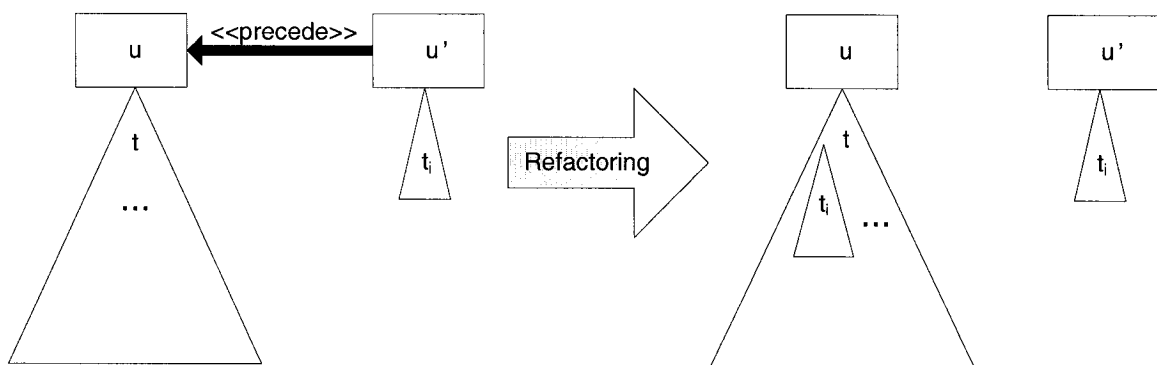 u
<<precede>>
u'
t
...
tᵢ
Refactoring
u
u'
t
tᵢ
...
tᵢ